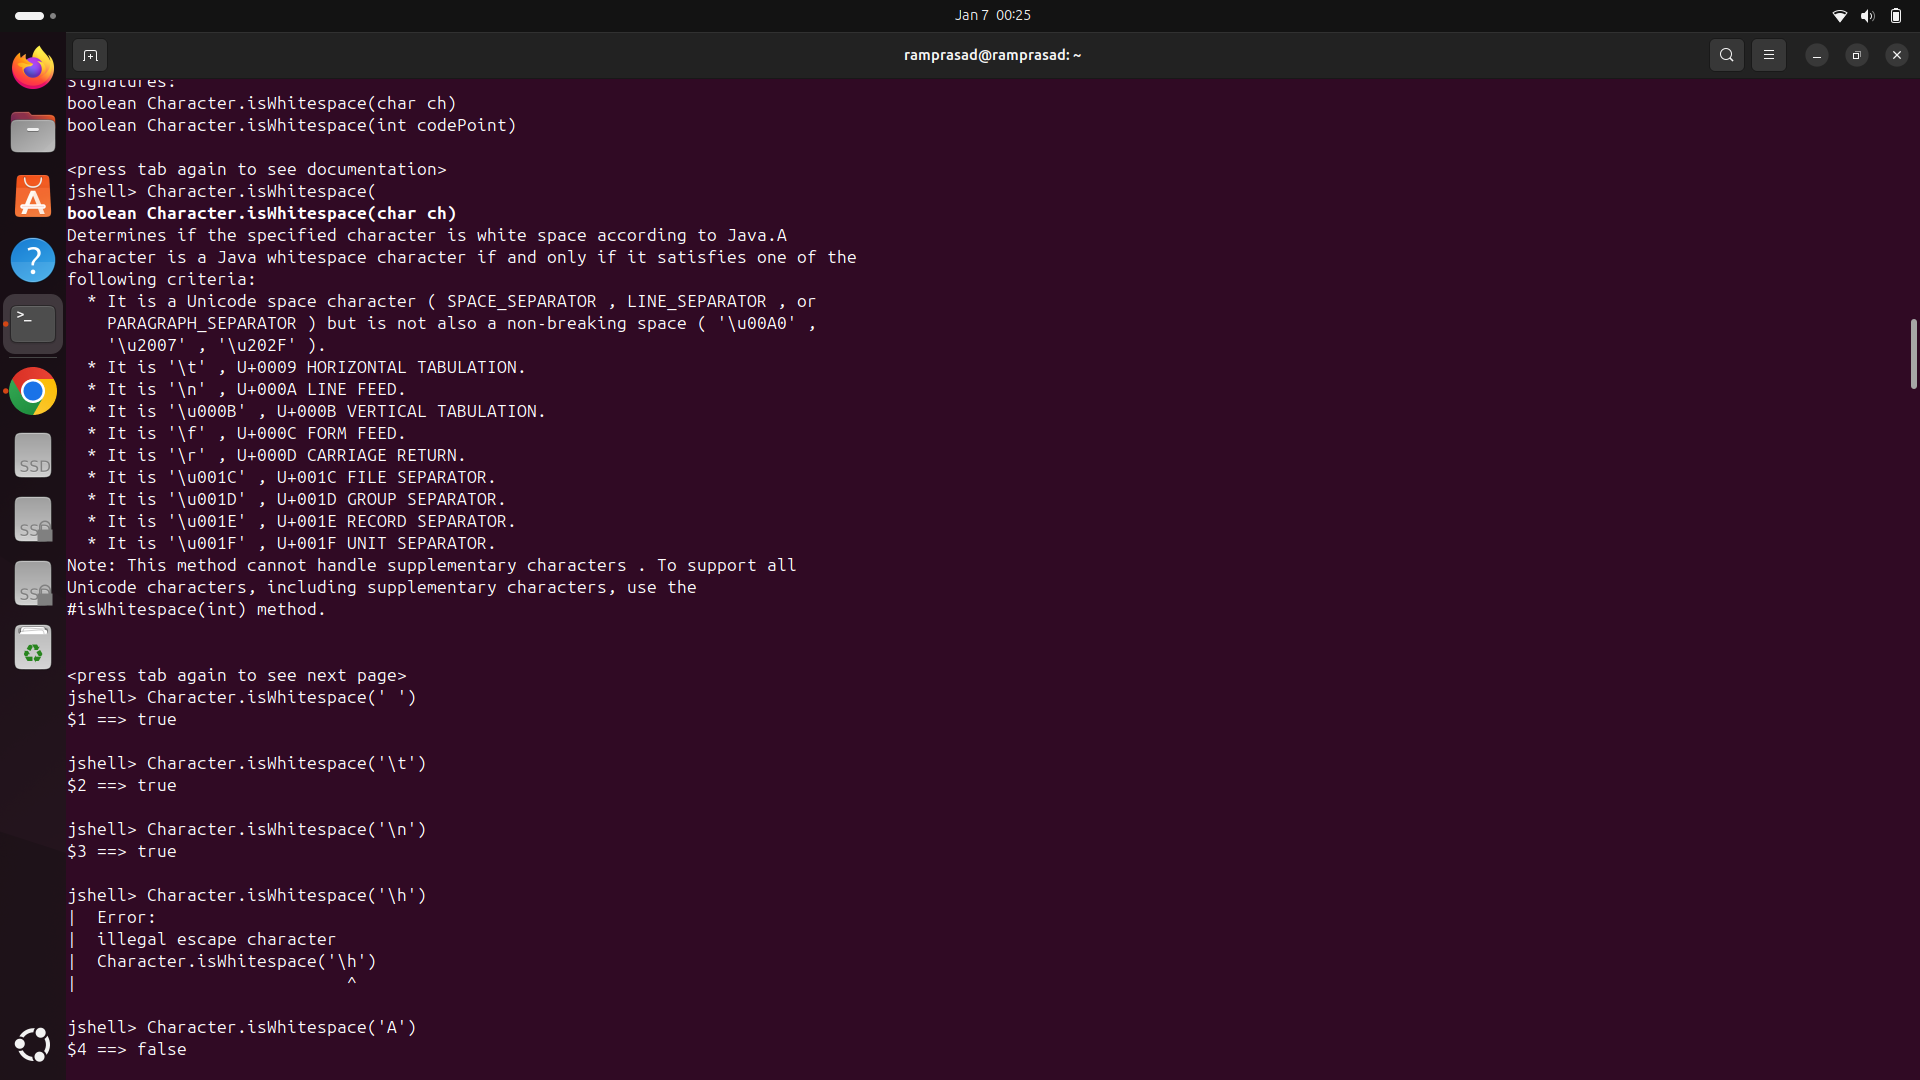 Jan 7 00:25
ramprasad@ramprasad: ~
Signatures:
boolean Character.isWhitespace(char ch)
boolean Character.isWhitespace(int codePoint)
<press tab again to see documentation>
jshell> Character.isWhitespace(
boolean Character.isWhitespace(char ch)
Determines if the specified character is white space according to Java.A
character is a Java whitespace character if and only if it satisfies one of the
following criteria:
* It is a Unicode space character ( SPACE_SEPARATOR , LINE_SEPARATOR , or
PARAGRAPH_SEPARATOR ) but is not also a non-breaking space ( '\u00A0' ,
'\u2007' , '\u202F' ).
* It is '\t' , U+0009 HORIZONTAL TABULATION.
* It is '\n' , U+000A LINE FEED.
* It is '\u000B' , U+000B VERTICAL TABULATION.
* It is '\f' , U+000C FORM FEED.
* It is '\r' , U+000D CARRIAGE RETURN.
* It is '\u001C' , U+001C FILE SEPARATOR.
* It is '\u001D' , U+001D GROUP SEPARATOR.
* It is '\u001E' , U+001E RECORD SEPARATOR.
* It is '\u001F' , U+001F UNIT SEPARATOR.
Note: This method cannot handle supplementary characters . To support all
Unicode characters, including supplementary characters, use the
#isWhitespace(int) method.
<press tab again to see next page>
jshell> Character.isWhitespace(' ')
$1 ==> true
jshell> Character.isWhitespace('\t')
$2 ==> true
jshell> Character.isWhitespace('\n')
$3 ==> true
jshell> Character.isWhitespace('\h')
|  Error:
|  illegal escape character
|  Character.isWhitespace('\h')
|                           ^
jshell> Character.isWhitespace('A')
$4 ==> false
SSD
SSD
SSD